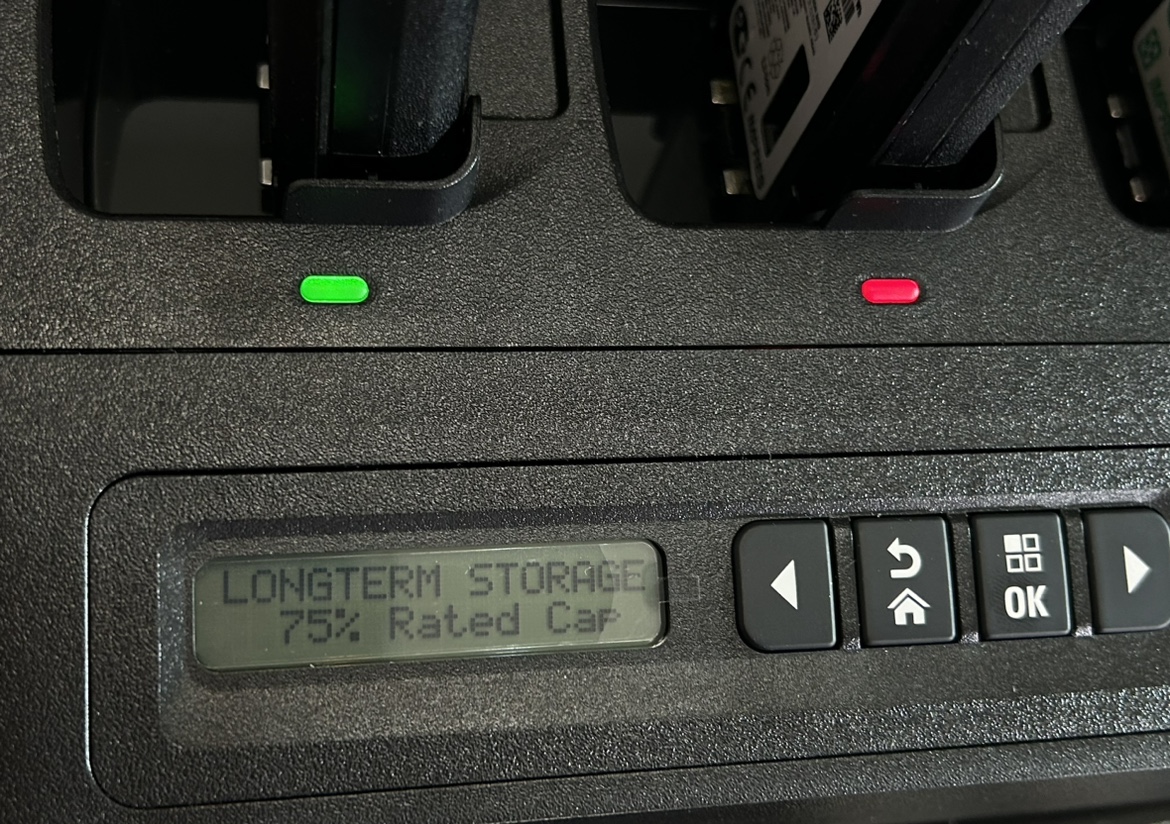 LONGTERM STORAGE
75% Rated Cap
OK